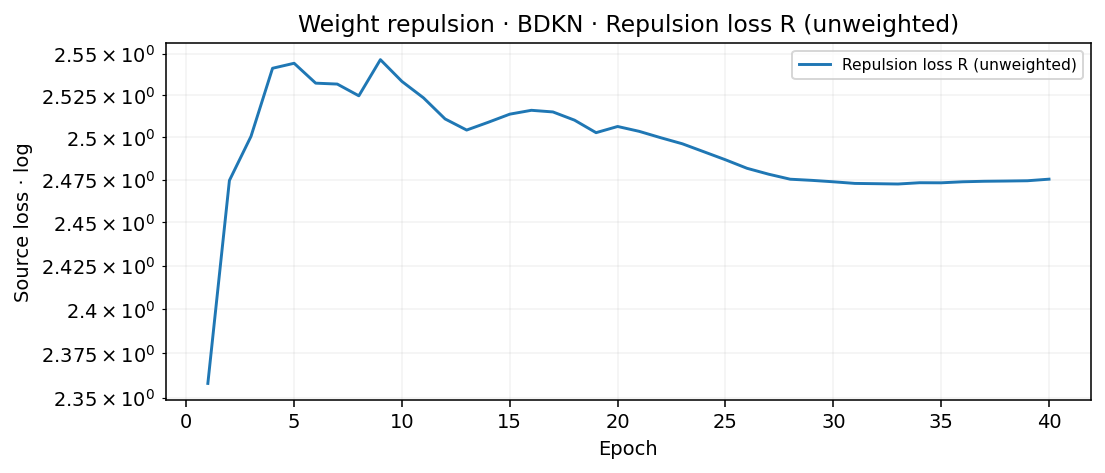 Weight repulsion · BDKN · Repulsion loss R (unweighted)
Repulsion loss R (unweighted)
Source loss · log
2.55 × 10⁰
2.525 × 10⁰
2.5 × 10⁰
2.475 × 10⁰
2.45 × 10⁰
2.425 × 10⁰
2.4 × 10⁰
2.375 × 10⁰
2.35 × 10⁰
0 5 10 15 20 25 30 35 40
Epoch